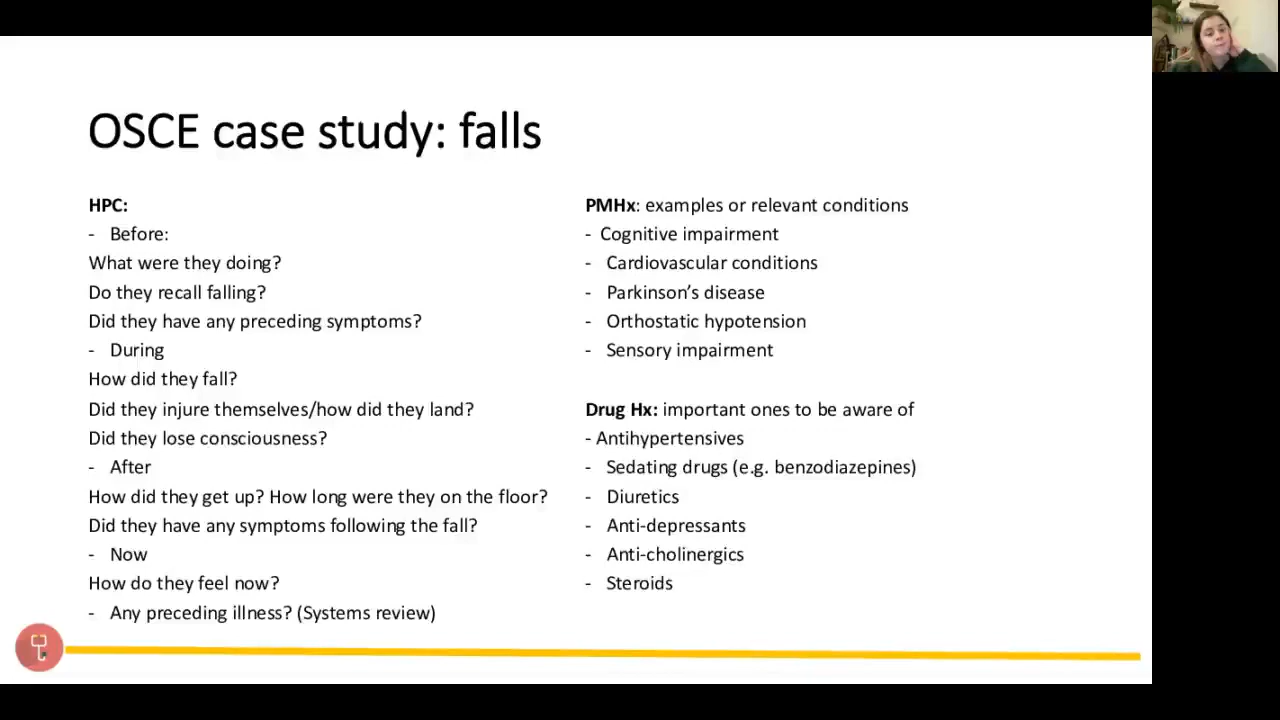 OSCE case study: falls
HPC:
- Before:
What were they doing?
Do they recall falling?
Did they have any preceding symptoms?
- During
How did they fall?
Did they injure themselves/how did they land?
Did they lose consciousness?
- After
How did they get up? How long were they on the floor?
Did they have any symptoms following the fall?
- Now
How do they feel now?
- Any preceding illness? (Systems review)
PMHx: examples or relevant conditions
- Cognitive impairment
- Cardiovascular conditions
- Parkinson’s disease
- Orthostatic hypotension
- Sensory impairment
Drug Hx: important ones to be aware of
- Antihypertensives
- Sedating drugs (e.g. benzodiazepines)
- Diuretics
- Anti-depressants
- Anti-cholinergics
- Steroids